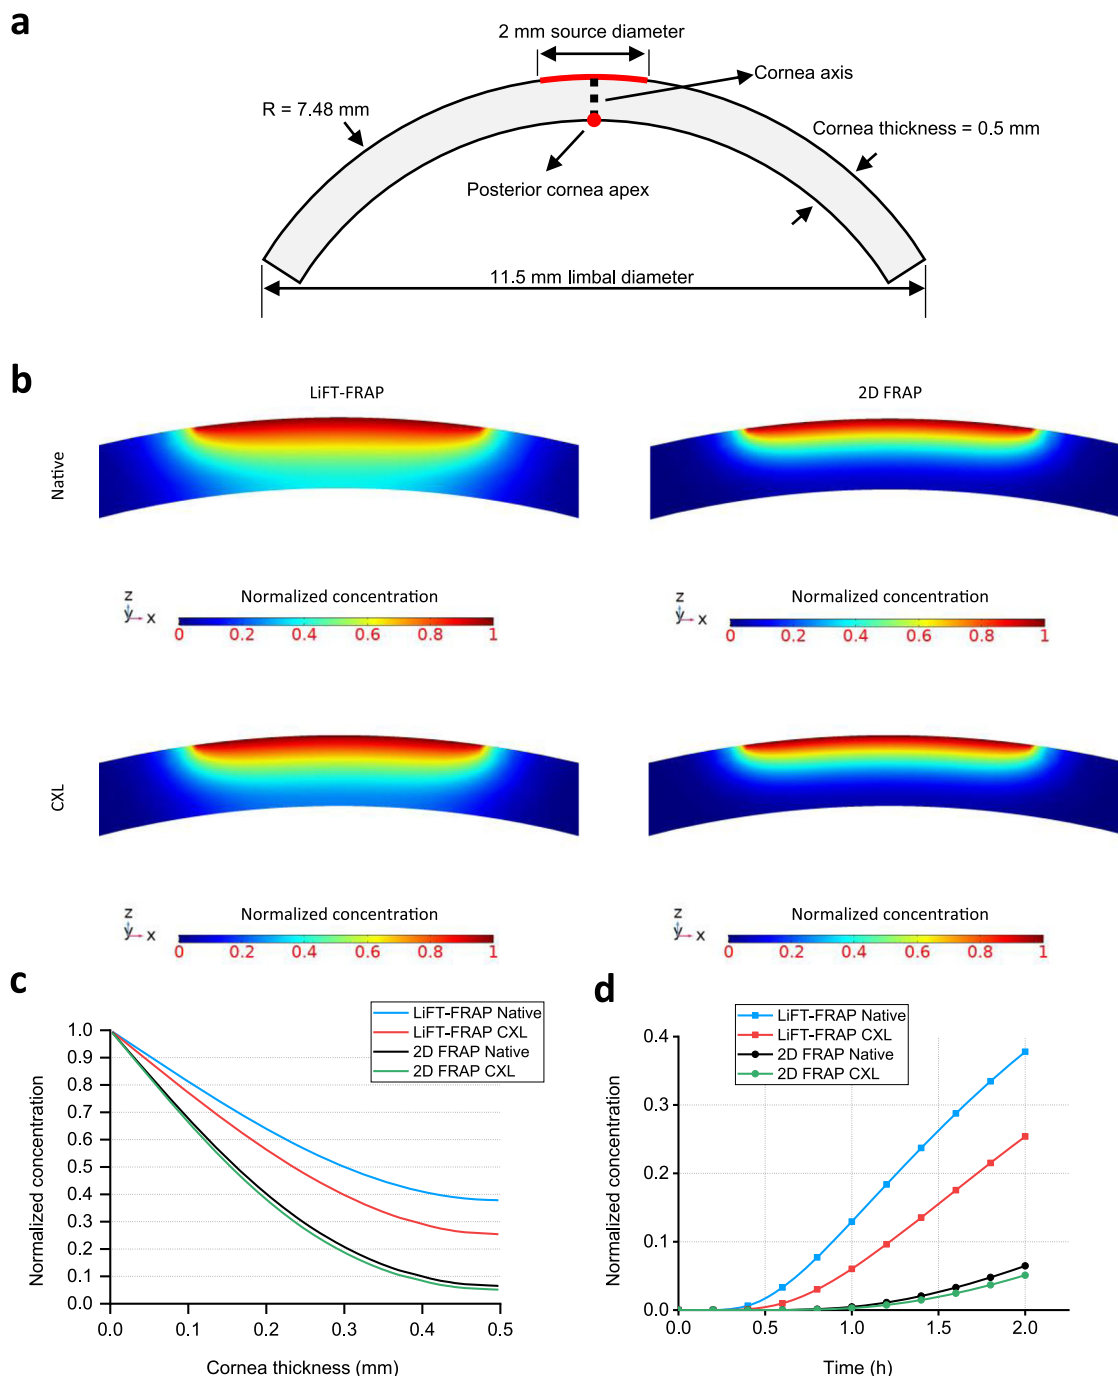 a
2 mm source diameter
Cornea axis
R = 7.48 mm
Cornea thickness = 0.5 mm
Posterior cornea apex
11.5 mm limbal diameter
b
LiFT-FRAP
2D FRAP
Native
z
y x
Normalized concentration
0 0.2 0.4 0.6 0.8 1
z
y x
Normalized concentration
0 0.2 0.4 0.6 0.8 1
CXL
z
y x
Normalized concentration
0 0.2 0.4 0.6 0.8 1
z
y x
Normalized concentration
0 0.2 0.4 0.6 0.8 1
c
LiFT-FRAP Native
LiFT-FRAP CXL
2D FRAP Native
2D FRAP CXL
1.0
0.9
0.8
0.7
0.6
0.5
0.4
0.3
0.2
0.1
0.0
Normalized concentration
0.0 0.1 0.2 0.3 0.4 0.5
Cornea thickness (mm)
d
LiFT-FRAP Native
LiFT-FRAP CXL
2D FRAP Native
2D FRAP CXL
0.4
0.3
0.2
0.1
0.0
Normalized concentration
0.0 0.5 1.0 1.5 2.0
Time (h)